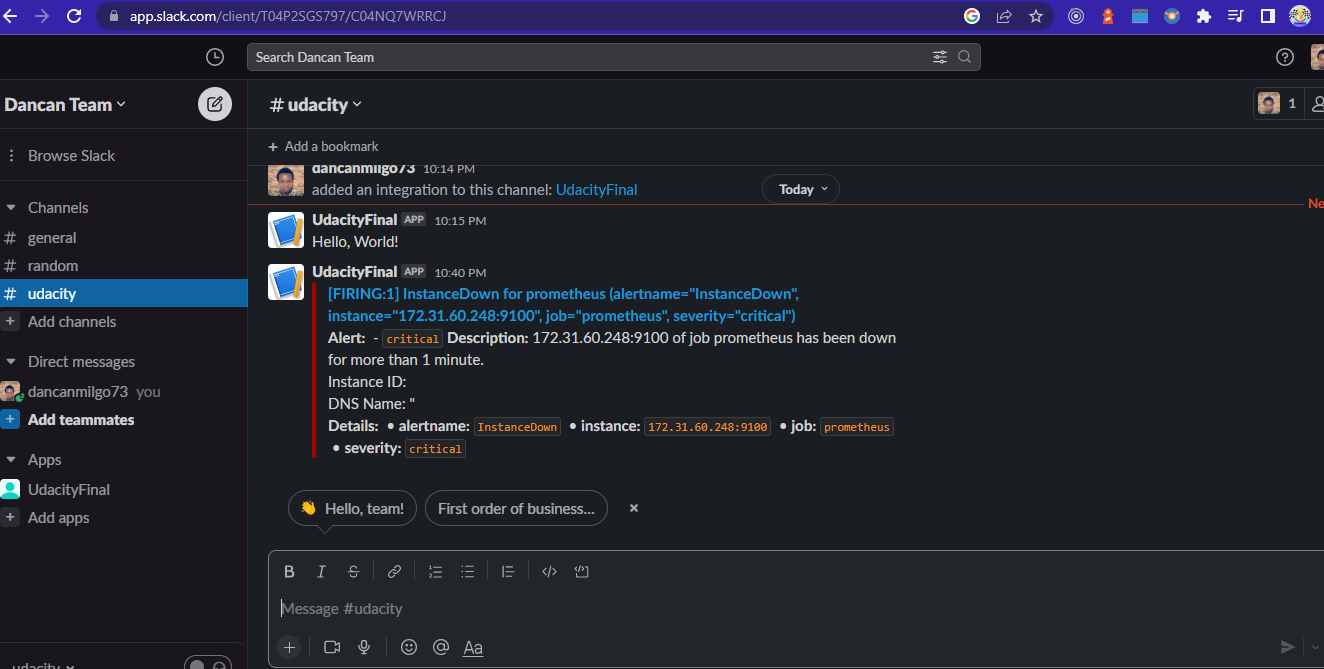 app.slack.com/client/T04P2SGS797/C04NQ7WRRCJ
Search Dancan Team
Dancan Team
# udacity
1
Browse Slack
+ Add a bookmark
Channels
# general
# random
# udacity
+ Add channels
Direct messages
dancanmilgo73 you
+ Add teammates
Apps
UdacityFinal
+ Add apps
udacity
dancanmilgo73 10:14 PM
added an integration to this channel: UdacityFinal
Today
Ne
UdacityFinal APP 10:15 PM
Hello, World!
UdacityFinal APP 10:40 PM
[FIRING:1] InstanceDown for prometheus (alertname="InstanceDown",
instance="172.31.60.248:9100", job="prometheus", severity="critical")
Alert: - critical Description: 172.31.60.248:9100 of job prometheus has been down
for more than 1 minute.
Instance ID:
DNS Name: "
Details: • alertname: InstanceDown • instance: 172.31.60.248:9100 • job: prometheus
• severity: critical
👋 Hello, team!
First order of business...
B I S
Message #udacity
Aa